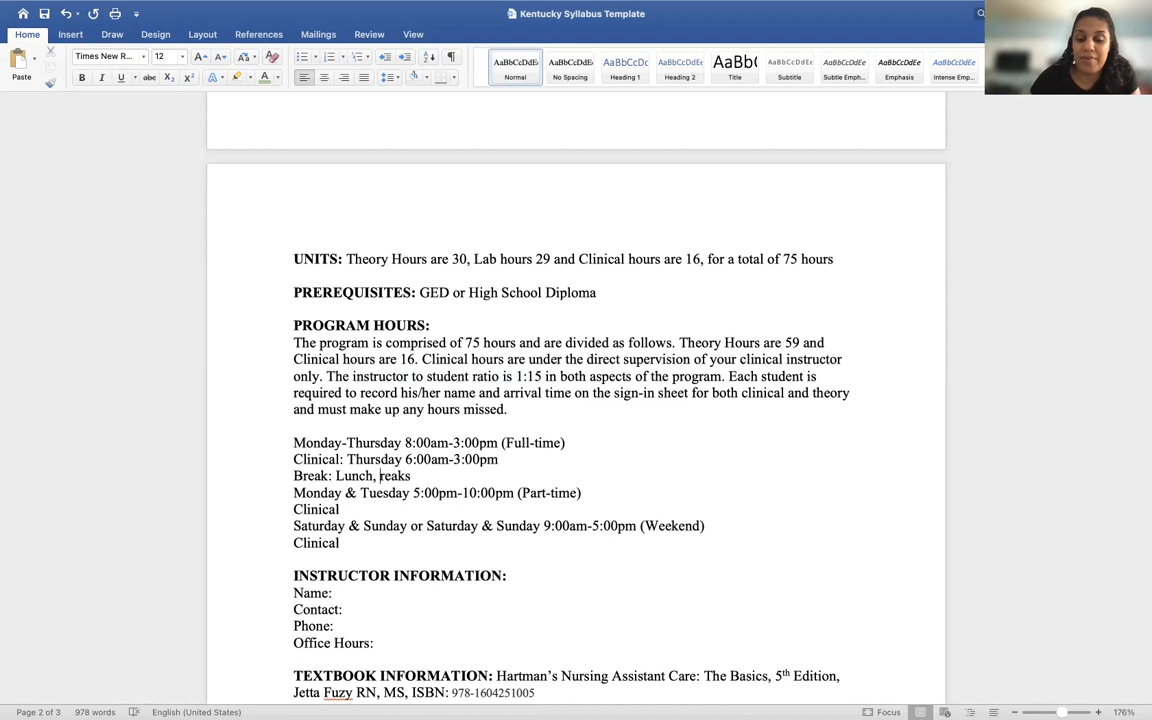 Kentucky Syllabus Template
Home Insert Draw Design Layout References Mailings Review View
Times New R... 12
AaBbCcDdE AaBbCcDdE AaBbCcDc AaBbCcDdEe AaBb( AaBbCcDdEe AaBbCcDdEe AaBbCcDdEe AaBbCcDdEe
Paste
Normal No Spacing Heading 1 Heading 2 Title Subtitle Subtle Emph... Emphasis Intense Emp...
UNITS: Theory Hours are 30, Lab hours 29 and Clinical hours are 16, for a total of 75 hours
PREREQUISITES: GED or High School Diploma
PROGRAM HOURS:
The program is comprised of 75 hours and are divided as follows. Theory Hours are 59 and
Clinical hours are 16. Clinical hours are under the direct supervision of your clinical instructor
only. The instructor to student ratio is 1:15 in both aspects of the program. Each student is
required to record his/her name and arrival time on the sign-in sheet for both clinical and theory
and must make up any hours missed.
Monday-Thursday 8:00am-3:00pm (Full-time)
Clinical: Thursday 6:00am-3:00pm
Break: Lunch, reaks
Monday & Tuesday 5:00pm-10:00pm (Part-time)
Clinical
Saturday & Sunday or Saturday & Sunday 9:00am-5:00pm (Weekend)
Clinical
INSTRUCTOR INFORMATION:
Name:
Contact:
Phone:
Office Hours:
TEXTBOOK INFORMATION: Hartman's Nursing Assistant Care: The Basics, 5th Edition,
Jetta Fuzy RN, MS, ISBN: 978-1604251005
Page 2 of 3 978 words English (United States) Focus 176%